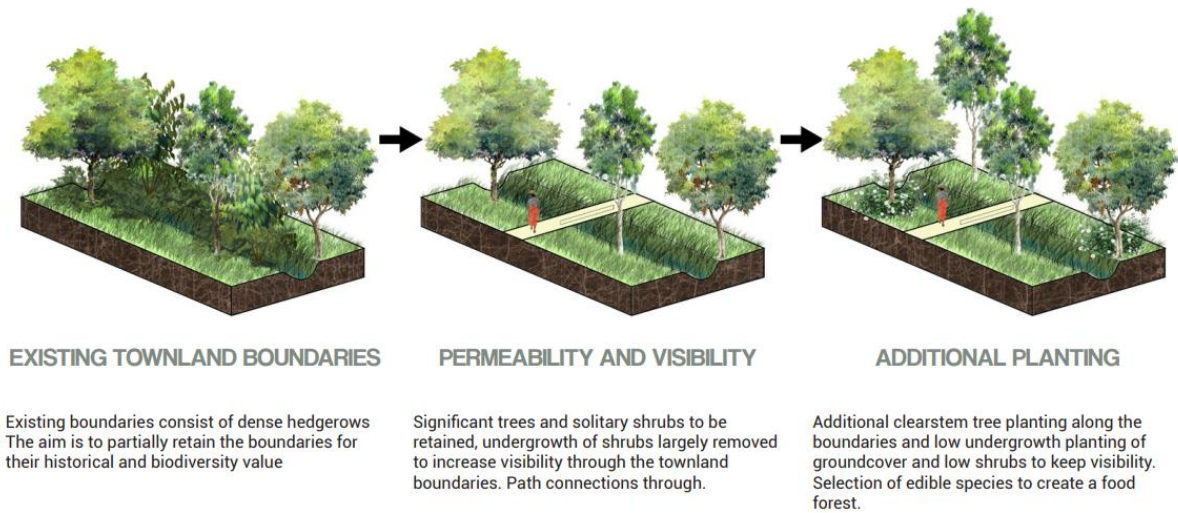 EXISTING TOWNLAND BOUNDARIES
Existing boundaries consist of dense hedgerows
The aim is to partially retain the boundaries for
their historical and biodiversity value
PERMEABILITY AND VISIBILITY
Significant trees and solitary shrubs to be
retained, undergrowth of shrubs largely removed
to increase visibility through the townland
boundaries. Path connections through.
ADDITIONAL PLANTING
Additional clearstem tree planting along the
boundaries and low undergrowth planting of
groundcover and low shrubs to keep visibility.
Selection of edible species to create a food
forest.